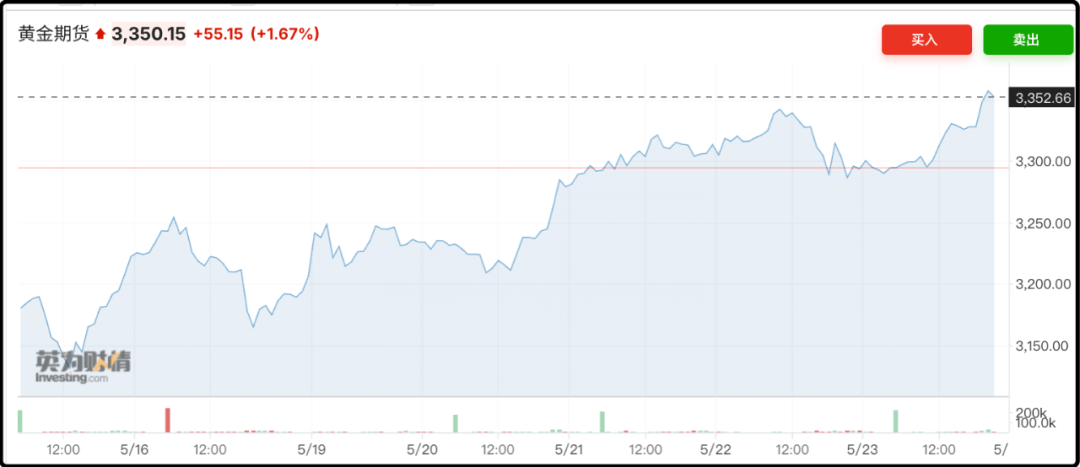 黄金期货 3,350.15 +55.15 (+1.67%)
买入 卖出
3,352.66
3,300.00
3,250.00
3,200.00
3,150.00
英为财情
Investing.com
200k
100.0k
12:00 5/16 12:00 5/19 12:00 5/20 12:00 5/21 12:00 5/22 12:00 5/23 12:00 5/